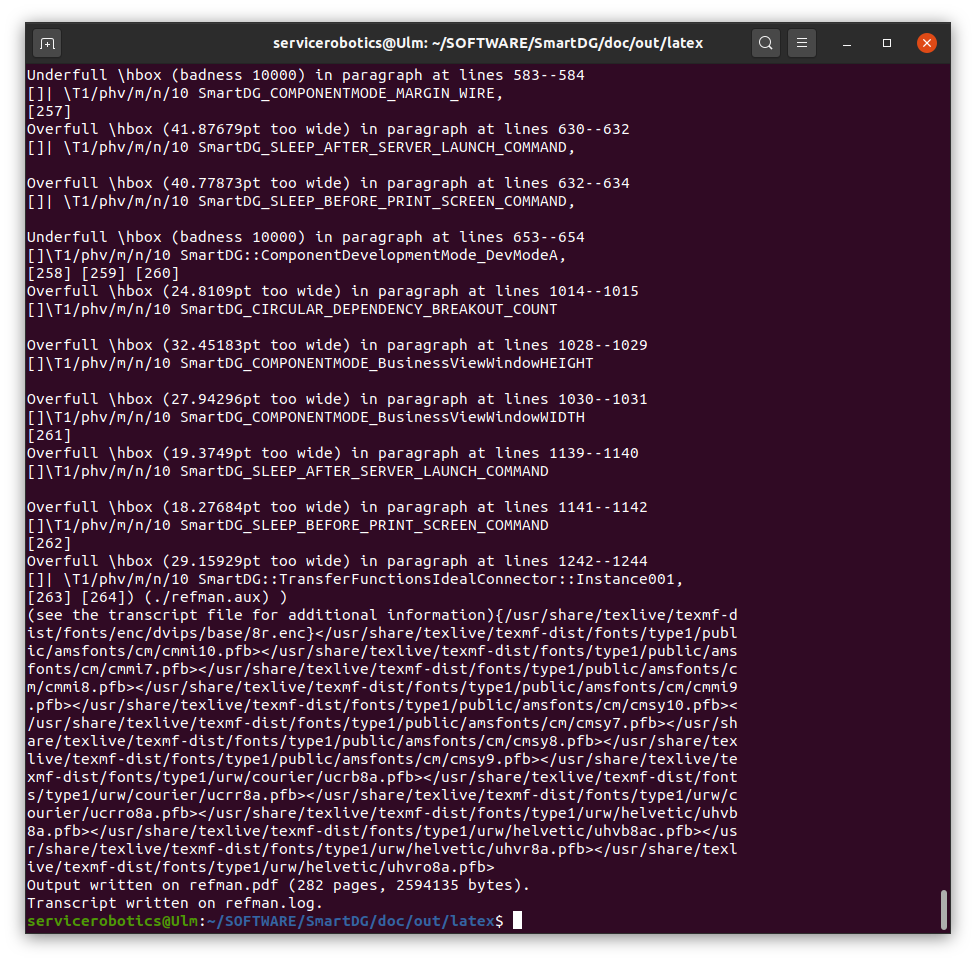 servicerobotics@Ulm: ~/SOFTWARE/SmartDG/doc/out/latex
Underfull \hbox (badness 10000) in paragraph at lines 583--584
[]| \T1/phv/m/n/10 SmartDG_COMPONENTMODE_MARGIN_WIRE,
[257]
Overfull \hbox (41.87679pt too wide) in paragraph at lines 630--632
[]| \T1/phv/m/n/10 SmartDG_SLEEP_AFTER_SERVER_LAUNCH_COMMAND,
Overfull \hbox (40.77873pt too wide) in paragraph at lines 632--634
[]| \T1/phv/m/n/10 SmartDG_SLEEP_BEFORE_PRINT_SCREEN_COMMAND,
Underfull \hbox (badness 10000) in paragraph at lines 653--654
[]\T1/phv/m/n/10 SmartDG::ComponentDevelopmentMode_DevModeA,
[258] [259] [260]
Overfull \hbox (24.8109pt too wide) in paragraph at lines 1014--1015
[]\T1/phv/m/n/10 SmartDG_CIRCULAR_DEPENDENCY_BREAKOUT_COUNT
Overfull \hbox (32.45183pt too wide) in paragraph at lines 1028--1029
[]\T1/phv/m/n/10 SmartDG_COMPONENTMODE_BusinessViewWindowHEIGHT
Overfull \hbox (27.94296pt too wide) in paragraph at lines 1030--1031
[]\T1/phv/m/n/10 SmartDG_COMPONENTMODE_BusinessViewWindowWIDTH
[261]
Overfull \hbox (19.3749pt too wide) in paragraph at lines 1139--1140
[]\T1/phv/m/n/10 SmartDG_SLEEP_AFTER_SERVER_LAUNCH_COMMAND
Overfull \hbox (18.27684pt too wide) in paragraph at lines 1141--1142
[]\T1/phv/m/n/10 SmartDG_SLEEP_BEFORE_PRINT_SCREEN_COMMAND
[262]
Overfull \hbox (29.15929pt too wide) in paragraph at lines 1242--1244
[]| \T1/phv/m/n/10 SmartDG::TransferFunctionsIdealConnector::Instance001,
[263] [264]) (./refman.aux) )
(see the transcript file for additional information){/usr/share/texlive/texmf-d
ist/fonts/enc/dvips/base/8r.enc}</usr/share/texlive/texmf-dist/fonts/type1/publ
ic/amsfonts/cm/cmmi10.pfb></usr/share/texlive/texmf-dist/fonts/type1/public/ams
fonts/cm/cmmi7.pfb></usr/share/texlive/texmf-dist/fonts/type1/public/amsfonts/c
m/cmmi8.pfb></usr/share/texlive/texmf-dist/fonts/type1/public/amsfonts/cm/cmmi9
.pfb></usr/share/texlive/texmf-dist/fonts/type1/public/amsfonts/cm/cmsy10.pfb><
/usr/share/texlive/texmf-dist/fonts/type1/public/amsfonts/cm/cmsy7.pfb></usr/sh
are/texlive/texmf-dist/fonts/type1/public/amsfonts/cm/cmsy8.pfb></usr/share/tex
live/texmf-dist/fonts/type1/public/amsfonts/cm/cmsy9.pfb></usr/share/texlive/te
xmf-dist/fonts/type1/urw/courier/ucrb8a.pfb></usr/share/texlive/texmf-dist/font
s/type1/urw/courier/ucrr8a.pfb></usr/share/texlive/texmf-dist/fonts/type1/urw/c
ourier/ucrro8a.pfb></usr/share/texlive/texmf-dist/fonts/type1/urw/helvetic/uhvb
8a.pfb></usr/share/texlive/texmf-dist/fonts/type1/urw/helvetic/uhvb8ac.pfb></us
r/share/texlive/texmf-dist/fonts/type1/urw/helvetic/uhvr8a.pfb></usr/share/texl
ive/texmf-dist/fonts/type1/urw/helvetic/uhvro8a.pfb>
Output written on refman.pdf (282 pages, 2594135 bytes).
Transcript written on refman.log.
servicerobotics@Ulm:~/SOFTWARE/SmartDG/doc/out/latex$